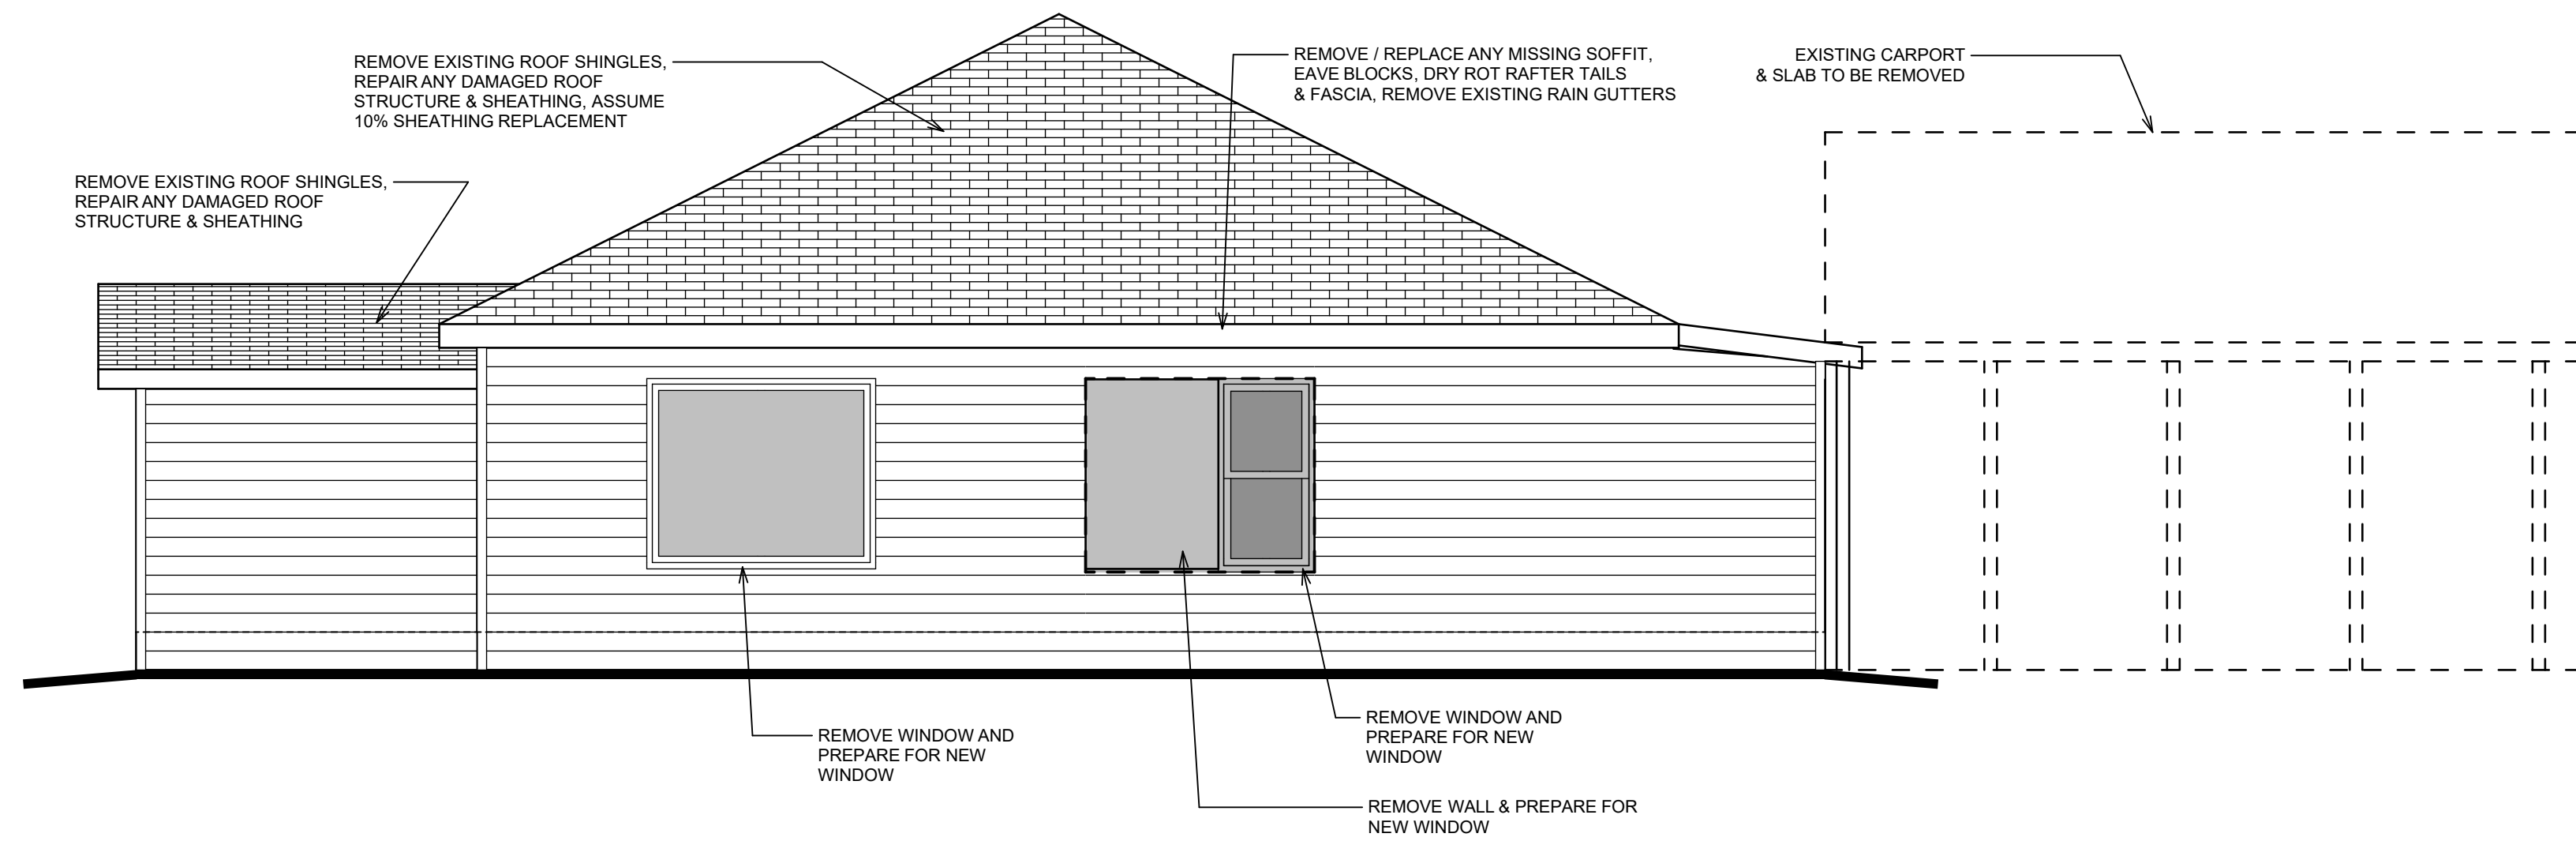 REMOVE EXISTING ROOF SHINGLES,
REPAIR ANY DAMAGED ROOF
STRUCTURE & SHEATHING, ASSUME
10% SHEATHING REPLACEMENT
REMOVE / REPLACE ANY MISSING SOFFIT,
EAVE BLOCKS, DRY ROT RAFTER TAILS
& FASCIA, REMOVE EXISTING RAIN GUTTERS
EXISTING CARPORT
& SLAB TO BE REMOVED
REMOVE EXISTING ROOF SHINGLES,
REPAIR ANY DAMAGED ROOF
STRUCTURE & SHEATHING
REMOVE WINDOW AND
PREPARE FOR NEW
WINDOW
REMOVE WINDOW AND
PREPARE FOR NEW
WINDOW
REMOVE WALL & PREPARE FOR
NEW WINDOW